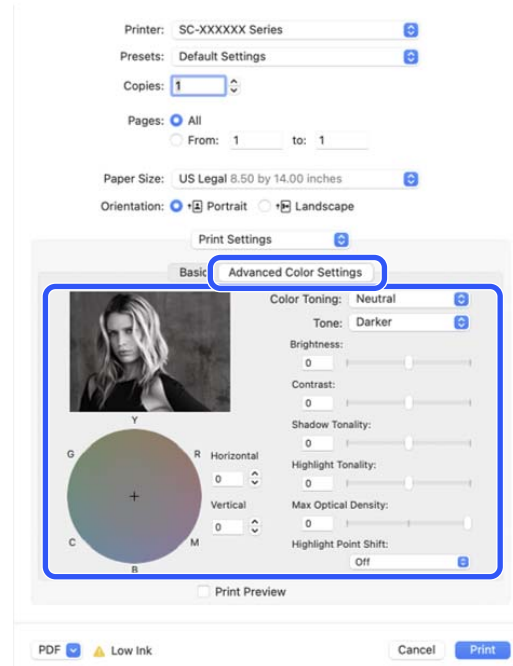 Printer: SC-XXXXXX Series
Presets: Default Settings
Copies: 1
Pages: All
From: 1 to: 1
Paper Size: US Legal 8.50 by 14.00 inches
Orientation: Portrait Landscape
Print Settings
Basic Advanced Color Settings
Color Toning: Neutral
Tone: Darker
Brightness:
0
Contrast:
0
Shadow Tonality:
0
Highlight Tonality:
0
Max Optical Density:
0
Highlight Point Shift:
Off
Y
G R
C M
B
Horizontal
0
Vertical
0
Print Preview
PDF Low Ink Cancel Print